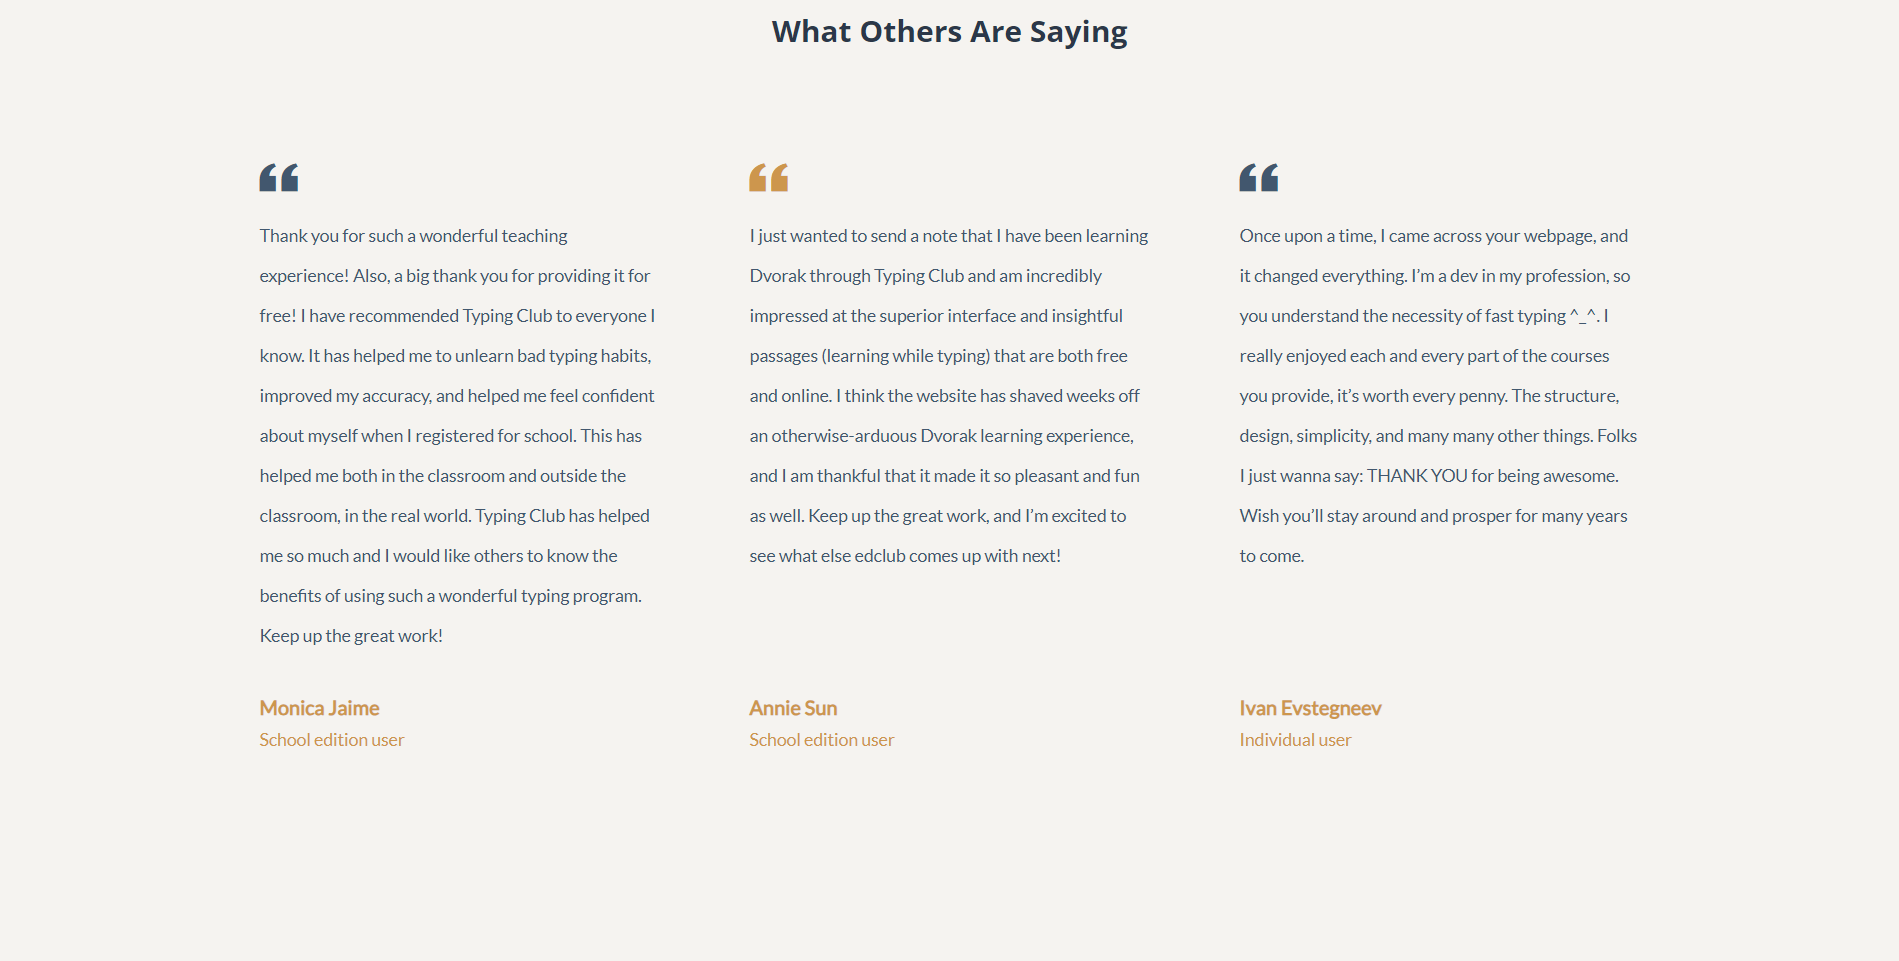 What Others Are Saying
Thank you for such a wonderful teaching
experience! Also, a big thank you for providing it for
free! I have recommended Typing Club to everyone I
know. It has helped me to unlearn bad typing habits,
improved my accuracy, and helped me feel confident
about myself when I registered for school. This has
helped me both in the classroom and outside the
classroom, in the real world. Typing Club has helped
me so much and I would like others to know the
benefits of using such a wonderful typing program.
Keep up the great work!
Monica Jaime
School edition user
I just wanted to send a note that I have been learning
Dvorak through Typing Club and am incredibly
impressed at the superior interface and insightful
passages (learning while typing) that are both free
and online. I think the website has shaved weeks off
an otherwise-arduous Dvorak learning experience,
and I am thankful that it made it so pleasant and fun
as well. Keep up the great work, and I’m excited to
see what else edclub comes up with next!
Annie Sun
School edition user
Once upon a time, I came across your webpage, and
it changed everything. I’m a dev in my profession, so
you understand the necessity of fast typing ^_^. I
really enjoyed each and every part of the courses
you provide, it’s worth every penny. The structure,
design, simplicity, and many many other things. Folks
I just wanna say: THANK YOU for being awesome.
Wish you’ll stay around and prosper for many years
to come.
Ivan Evstegneev
Individual user